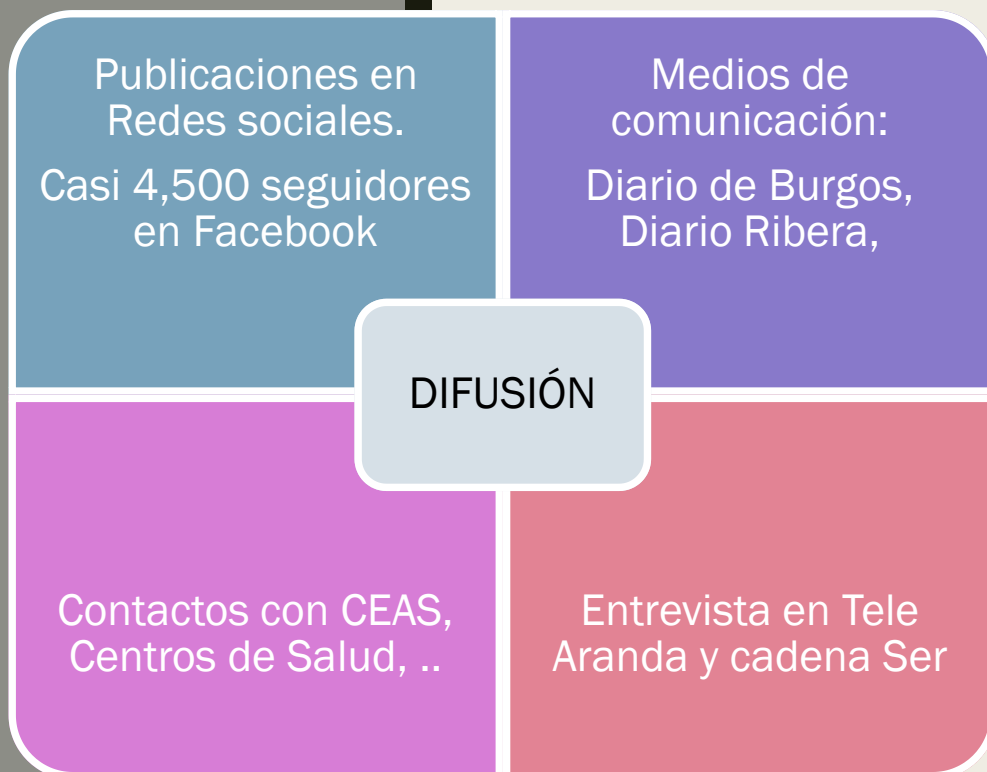 Publicaciones en
Redes sociales.
Casi 4,500 seguidores
en Facebook
Medios de
comunicación:
Diario de Burgos,
Diario Ribera,
DIFUSIÓN
Contactos con CEAS,
Centros de Salud, ..
Entrevista en Tele
Aranda y cadena Ser